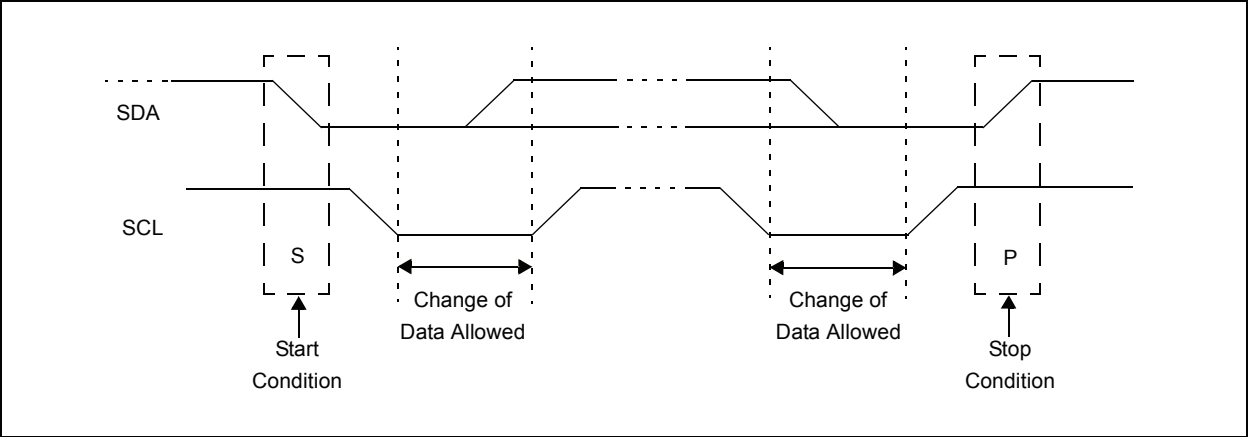 SDA
SCL
S
P
Change of
Data Allowed
Change of
Data Allowed
Start
Condition
Stop
Condition